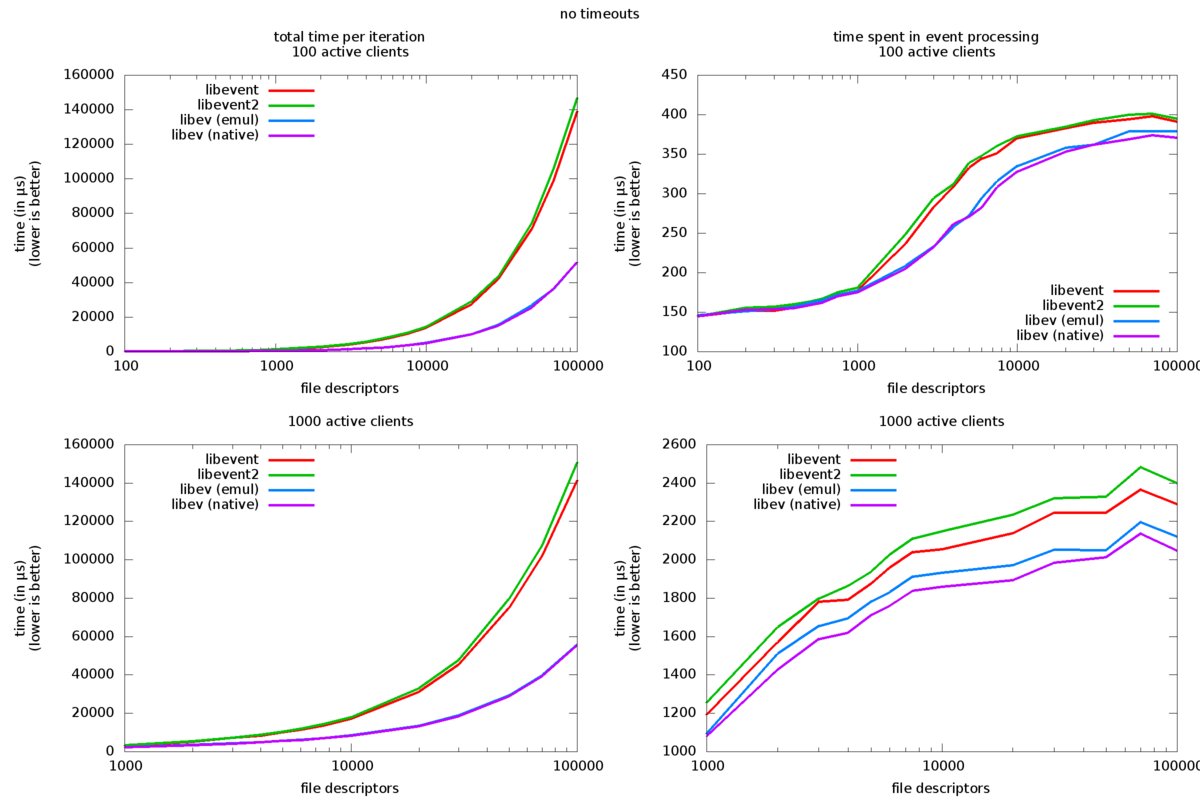 no timeouts
total time per iteration
100 active clients
time (in µs)
(lower is better)
160000
140000
120000
100000
80000
60000
40000
20000
0
libevent
libevent2
libev (emul)
libev (native)
100
1000
10000
100000
file descriptors
time spent in event processing
100 active clients
time (in µs)
(lower is better)
450
400
350
300
250
200
150
100
libevent
libevent2
libev (emul)
libev (native)
100
1000
10000
100000
file descriptors
1000 active clients
time (in µs)
(lower is better)
160000
140000
120000
100000
80000
60000
40000
20000
0
libevent
libevent2
libev (emul)
libev (native)
1000
10000
100000
file descriptors
1000 active clients
time (in µs)
(lower is better)
2600
2400
2200
2000
1800
1600
1400
1200
1000
libevent
libevent2
libev (emul)
libev (native)
1000
10000
100000
file descriptors